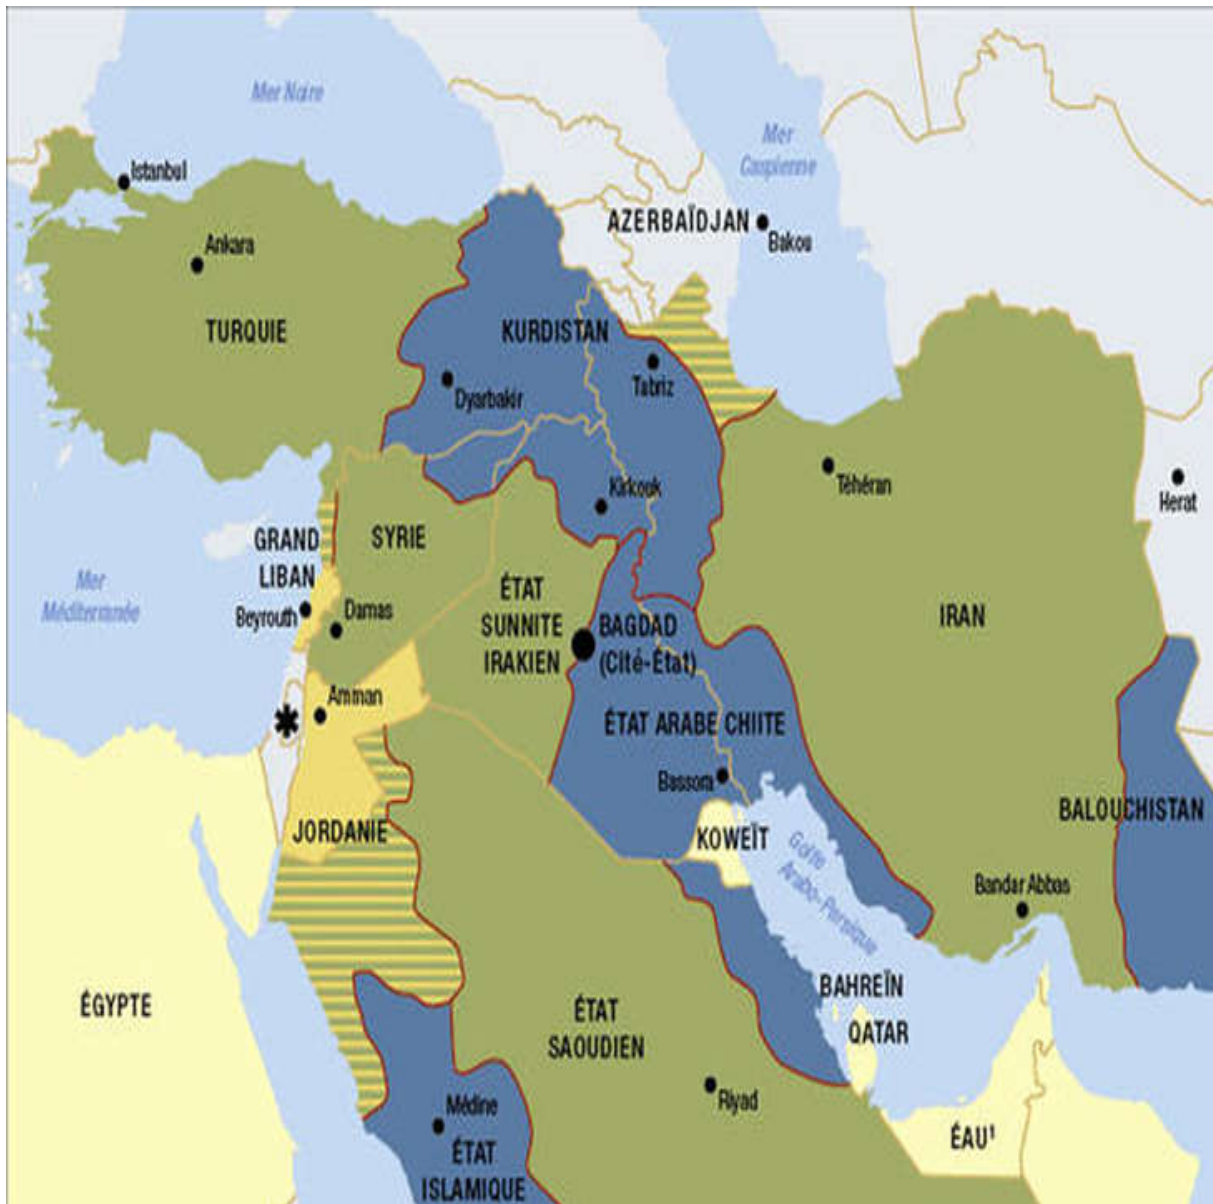 Mer Noire
Istanbul
Mer
Caspienne
AZERBAÏDJAN
Bakou
Ankara
TURQUIE
KURDISTAN
Tabriz
Dyarbakir
Téhéran
Kirkouk
Herat
GRAND
LIBAN
SYRIE
Mer
Méditerranée
Beyrouth
Damas
ÉTAT
SUNNITE
IRAKIEN
BAGDAD
(Cité-État)
IRAN
Amman
*
ÉTAT ARABE CHIITE
Bassora
JORDANIE
KOWEÏT
BALOUCHISTAN
Golfe
Arabo-Persique
Bandar Abbas
ÉGYPTE
ÉTAT
SAOUDIEN
BAHREÏN
QATAR
Médine
Riyad
ÉTAT
ISLAMIQUE
ÉAU¹